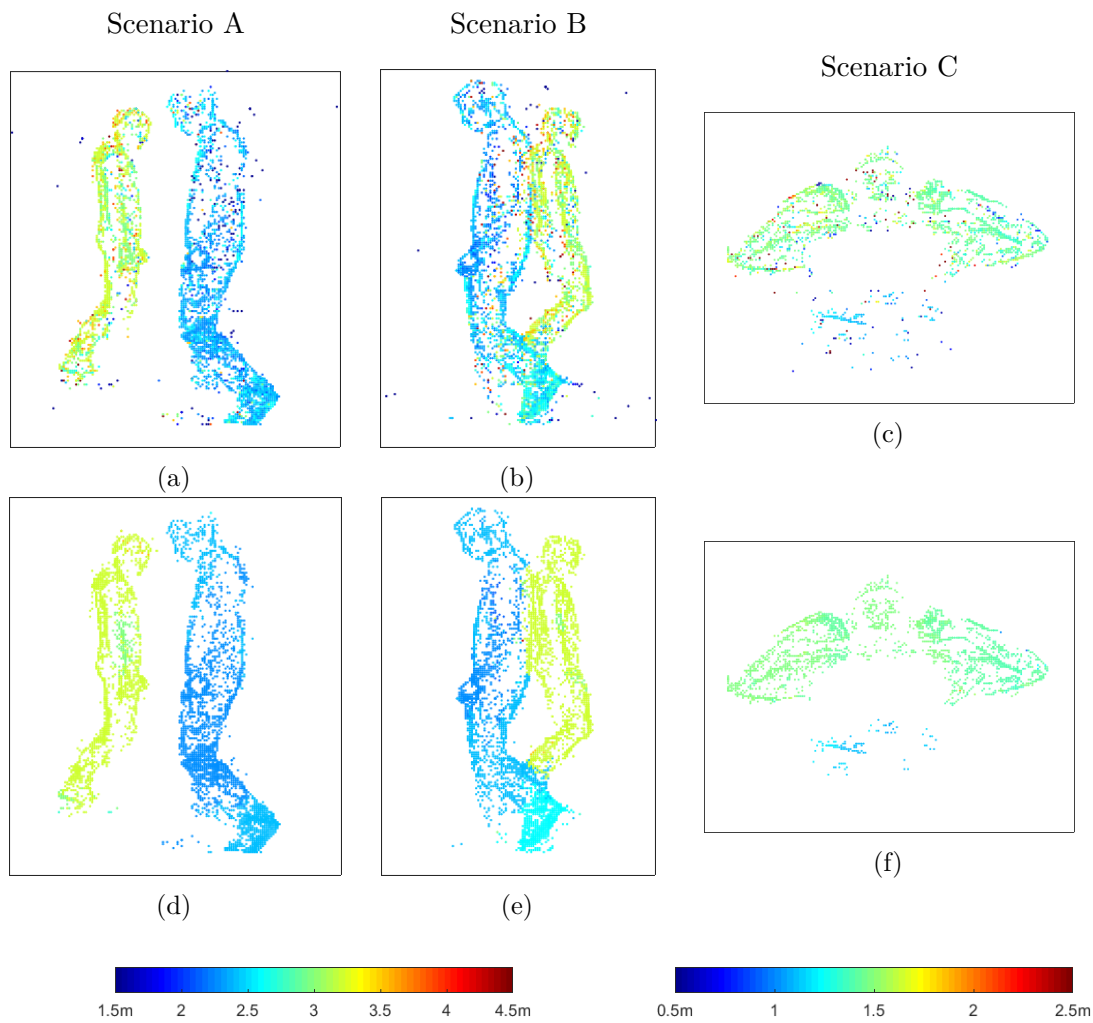 Scenario A
Scenario B
Scenario C
(a)
(b)
(c)
(d)
(e)
(f)
1.5m 2 2.5 3 3.5 4 4.5m
0.5m 1 1.5 2 2.5m